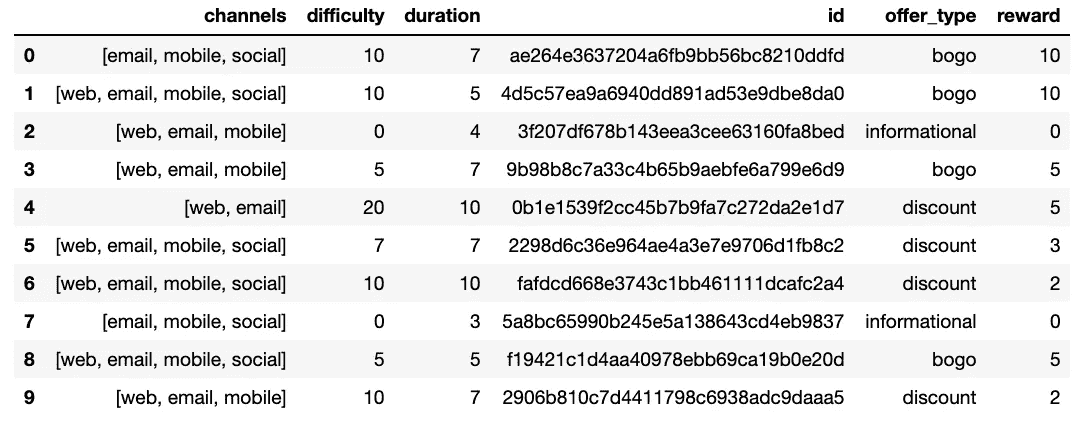 channels difficulty duration id offer_type reward
0 [email, mobile, social] 10 7 ae264e3637204a6fb9bb56bc8210ddfd bogo 10
1 [web, email, mobile, social] 10 5 4d5c57ea9a6940dd891ad53e9dbe8da0 bogo 10
2 [web, email, mobile] 0 4 3f207df678b143eea3cee63160fa8bed informational 0
3 [web, email, mobile] 5 7 9b98b8c7a33c4b65b9aebfe6a799e6d9 bogo 5
4 [web, email] 20 10 0b1e1539f2cc45b7b9fa7c272da2e1d7 discount 5
5 [web, email, mobile, social] 7 7 2298d6c36e964ae4a3e7e9706d1fb8c2 discount 3
6 [web, email, mobile, social] 10 10 fafdcd668e3743c1bb461111dcafc2a4 discount 2
7 [email, mobile, social] 0 3 5a8bc65990b245e5a138643cd4eb9837 informational 0
8 [web, email, mobile, social] 5 5 f19421c1d4aa40978ebb69ca19b0e20d bogo 5
9 [web, email, mobile] 10 7 2906b810c7d4411798c6938adc9daaa5 discount 2